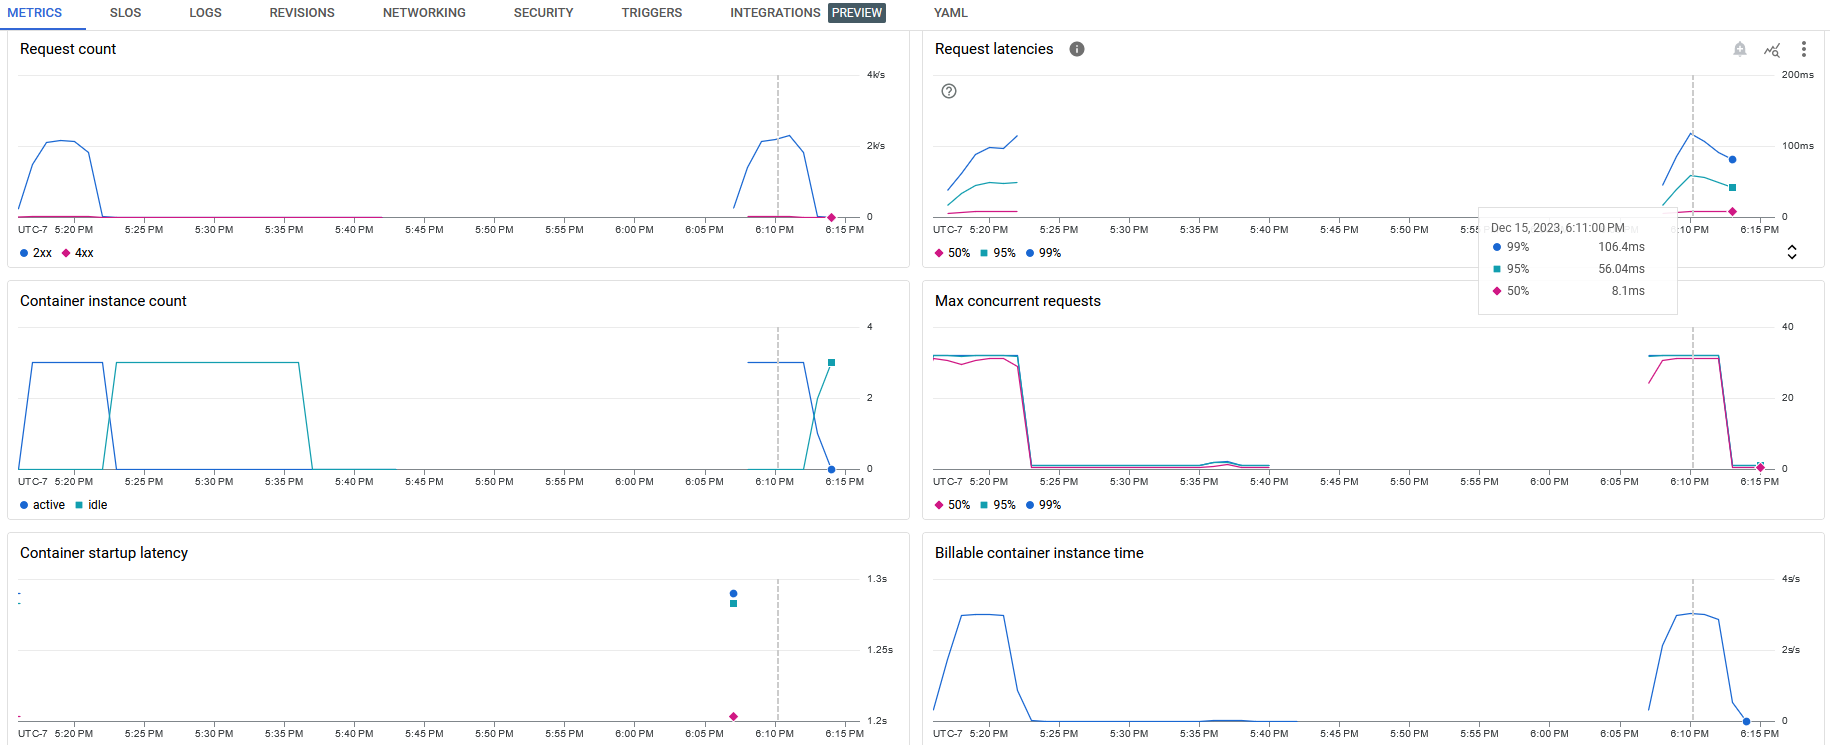 METRICS SLOS LOGS REVISIONS NETWORKING SECURITY TRIGGERS INTEGRATIONS PREVIEW YAML
Request count
4k/s
2k/s
0
UTC-7 5:20 PM 5:25 PM 5:30 PM 5:35 PM 5:40 PM 5:45 PM 5:50 PM 5:55 PM 6:00 PM 6:05 PM 6:10 PM 6:15 PM
2xx 4xx
Request latencies
200ms
100ms
0
UTC-7 5:20 PM 5:25 PM 5:30 PM 5:35 PM 5:40 PM 5:45 PM 5:50 PM 6:10 PM 6:15 PM
50% 95% 99%
Dec 15, 2023, 6:11:00 PM
99% 106.4ms
95% 56.04ms
50% 8.1ms
Container instance count
4
2
0
UTC-7 5:20 PM 5:25 PM 5:30 PM 5:35 PM 5:40 PM 5:45 PM 5:50 PM 5:55 PM 6:00 PM 6:05 PM 6:10 PM 6:15 PM
active idle
Max concurrent requests
40
20
0
UTC-7 5:20 PM 5:25 PM 5:30 PM 5:35 PM 5:40 PM 5:45 PM 5:50 PM 5:55 PM 6:00 PM 6:05 PM 6:10 PM 6:15 PM
50% 95% 99%
Container startup latency
1.3s
1.25s
1.2s
UTC-7 5:20 PM 5:25 PM 5:30 PM 5:35 PM 5:40 PM 5:45 PM 5:50 PM 5:55 PM 6:00 PM 6:05 PM 6:10 PM 6:15 PM
Billable container instance time
4s/s
2s/s
0
UTC-7 5:20 PM 5:25 PM 5:30 PM 5:35 PM 5:40 PM 5:45 PM 5:50 PM 5:55 PM 6:00 PM 6:05 PM 6:10 PM 6:15 PM